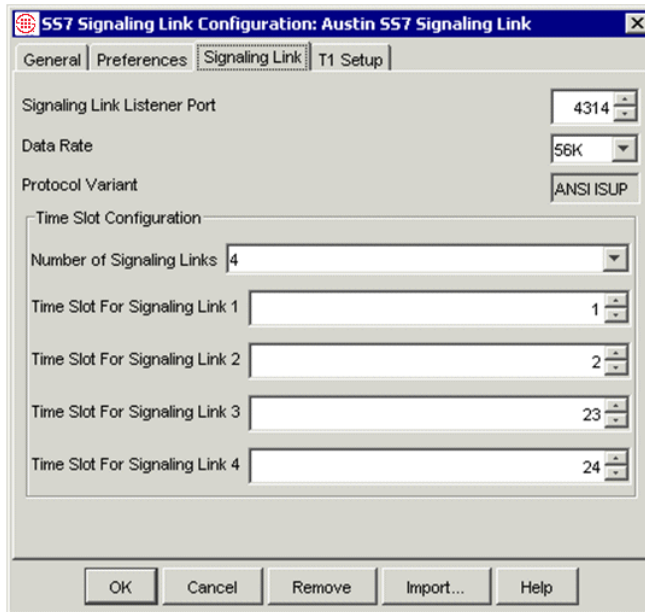 SS7 Signaling Link Configuration: Austin SS7 Signaling Link
General Preferences Signaling Link T1 Setup
Signaling Link Listener Port 4314
Data Rate 56K
Protocol Variant ANSI ISUP
Time Slot Configuration
Number of Signaling Links 4
Time Slot For Signaling Link 1 1
Time Slot For Signaling Link 2 2
Time Slot For Signaling Link 3 23
Time Slot For Signaling Link 4 24
OK Cancel Remove Import... Help